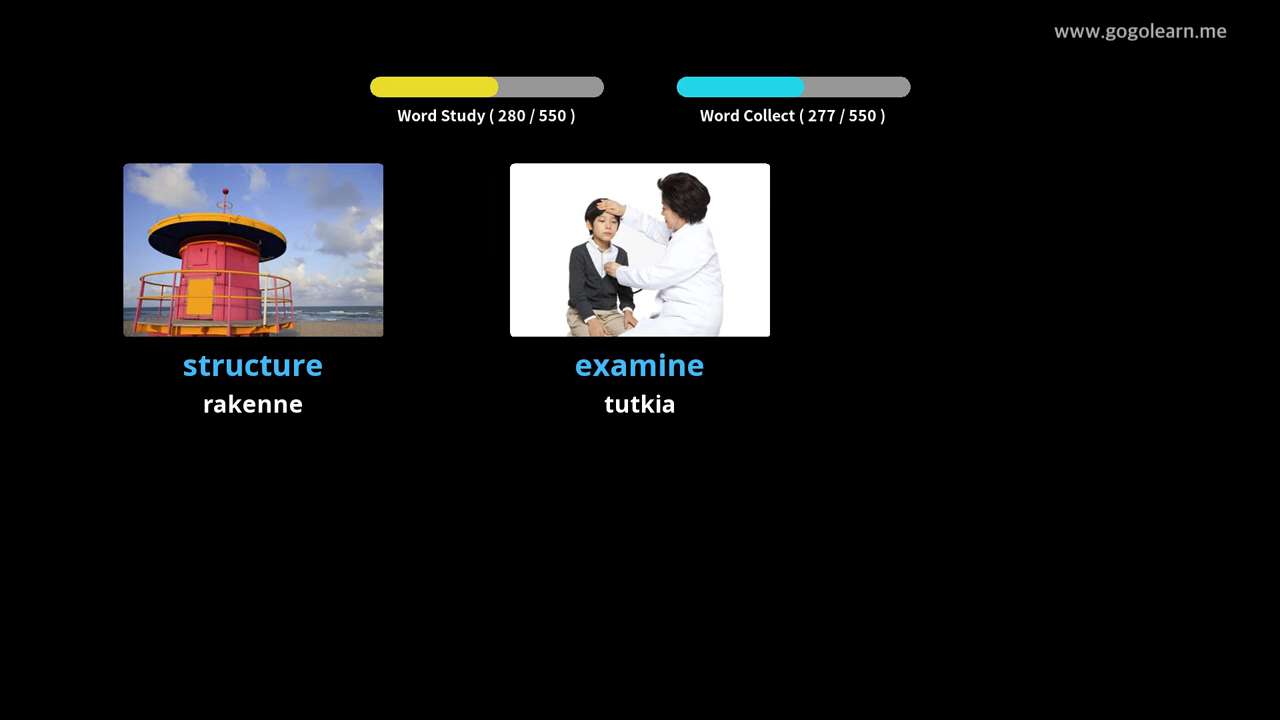 www.gogolearn.me
Word Study ( 280 / 550 )
Word Collect ( 277 / 550 )
structure
examine
rakenne
tutkia